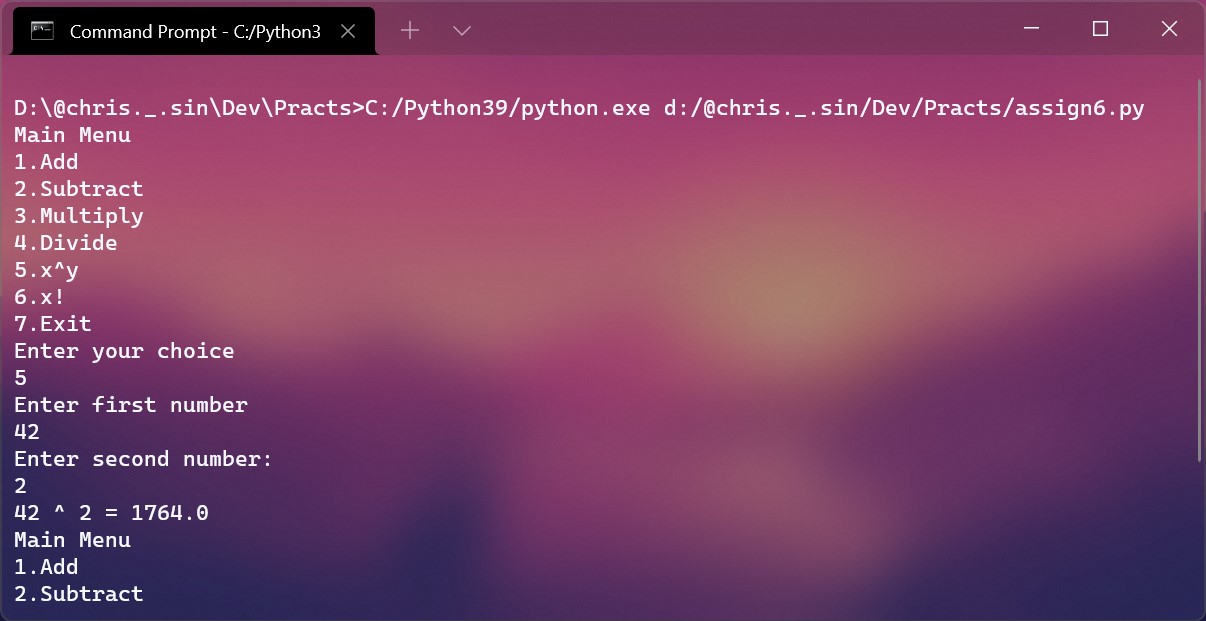 Command Prompt - C:/Python3
D:\@chris._.sin\Dev\Practs>C:/Python39/python.exe d:/@chris._.sin/Dev/Practs/assign6.py
Main Menu
1.Add
2.Subtract
3.Multiply
4.Divide
5.x^y
6.x!
7.Exit
Enter your choice
5
Enter first number
42
Enter second number:
2
42 ^ 2 = 1764.0
Main Menu
1.Add
2.Subtract